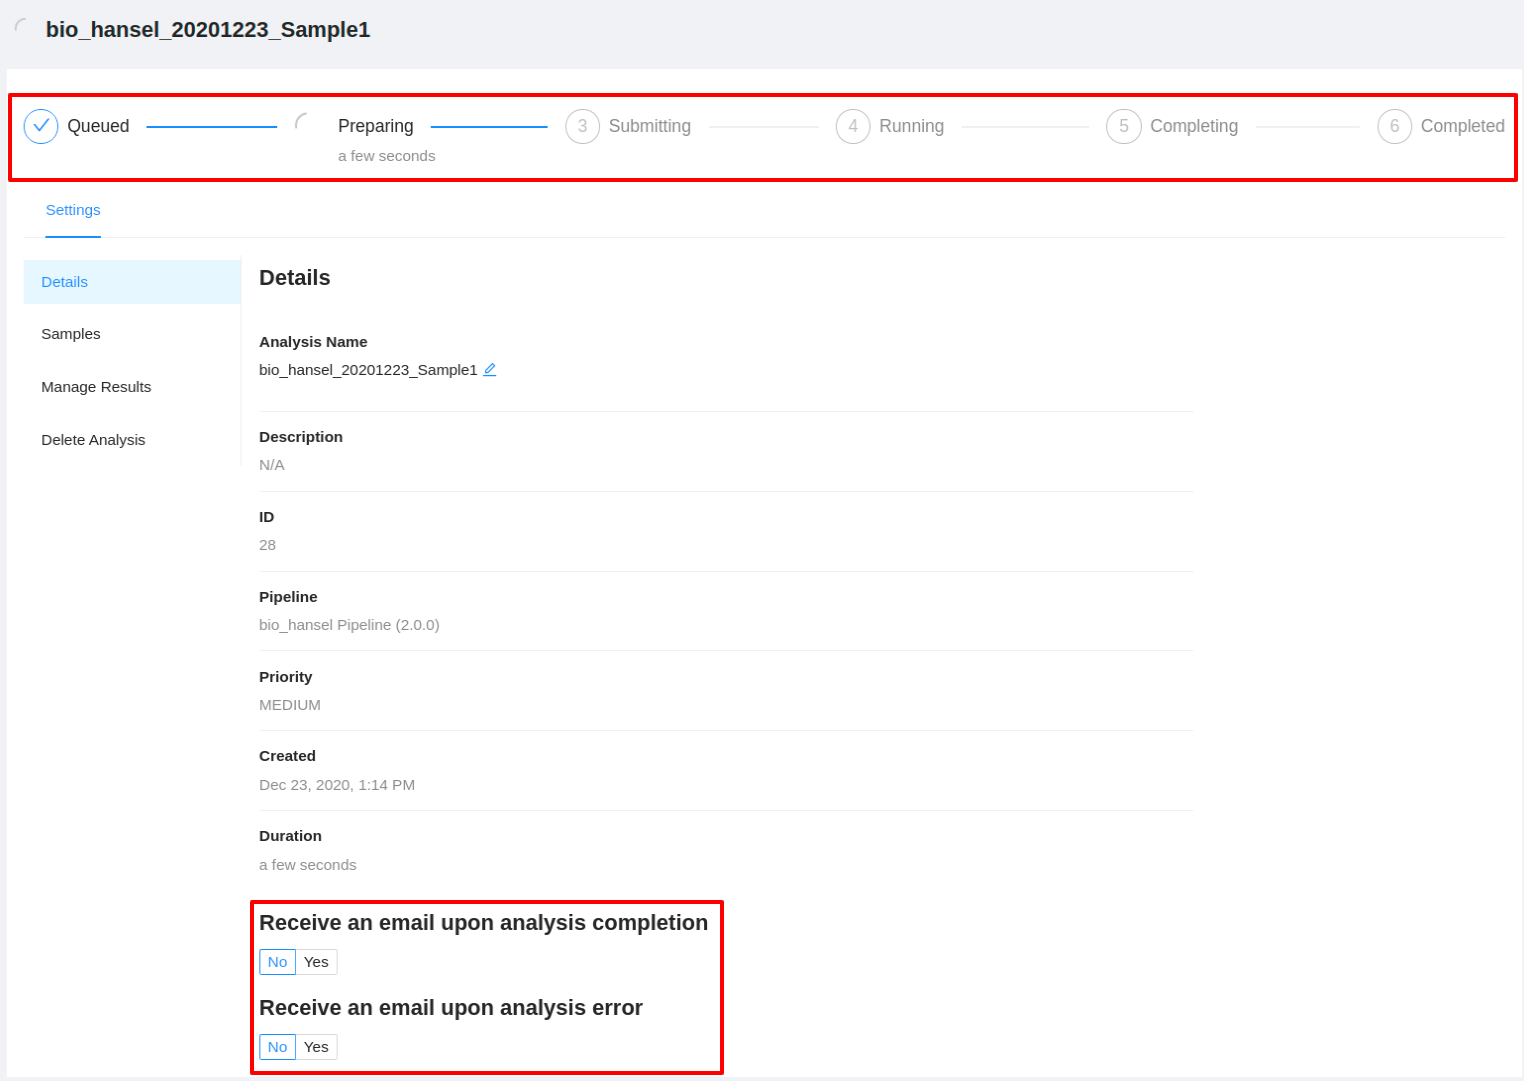 bio_hansel_20201223_Sample1
Queued Preparing 3 Submitting 4 Running 5 Completing 6 Completed
a few seconds
Settings
Details
Samples
Manage Results
Delete Analysis
Details
Analysis Name
bio_hansel_20201223_Sample1
Description
N/A
ID
28
Pipeline
bio_hansel Pipeline (2.0.0)
Priority
MEDIUM
Created
Dec 23, 2020, 1:14 PM
Duration
a few seconds
Receive an email upon analysis completion
No Yes
Receive an email upon analysis error
No Yes